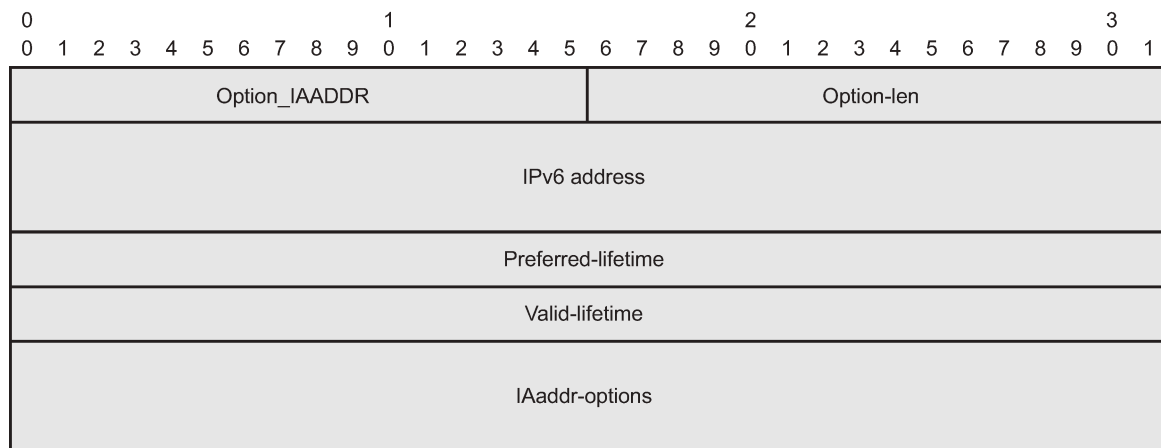 0 1 2 3
0 1 2 3 4 5 6 7 8 9 0 1 2 3 4 5 6 7 8 9 0 1 2 3 4 5 6 7 8 9 0 1
Option_IAADDR Option-len
IPv6 address
Preferred-lifetime
Valid-lifetime
IAaddr-options